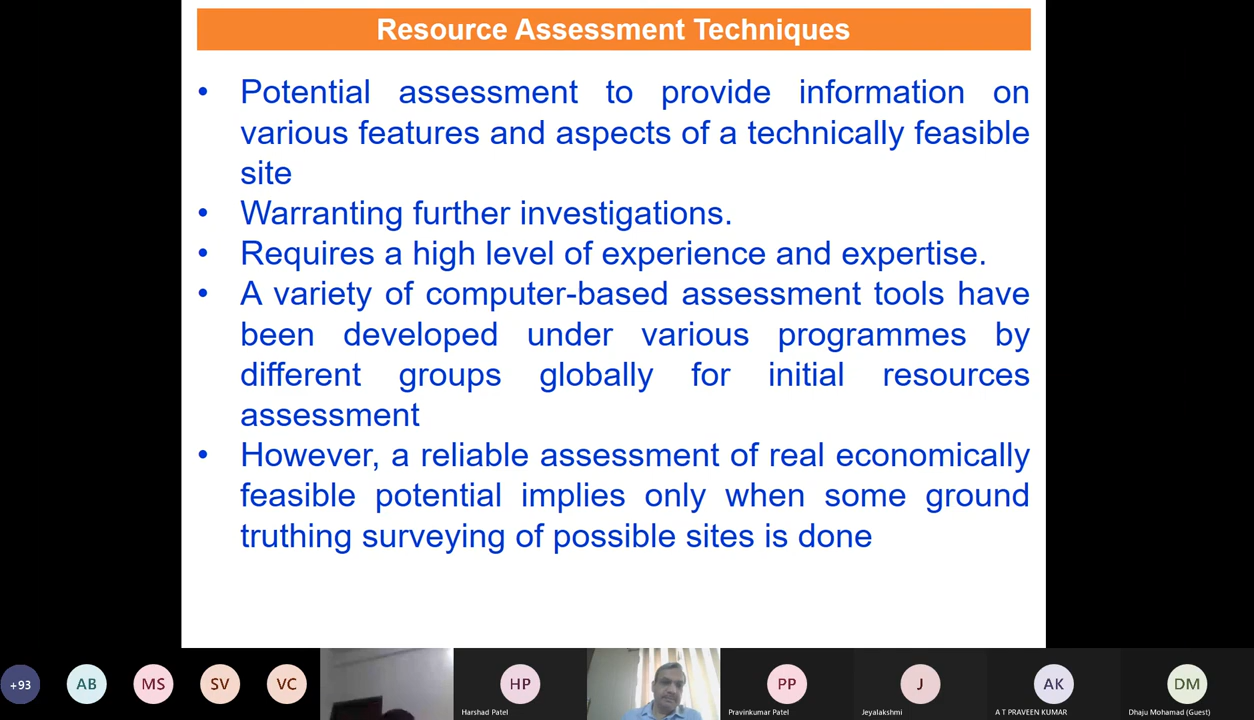 Resource Assessment Techniques
• Potential assessment to provide information on
various features and aspects of a technically feasible
site
• Warranting further investigations.
• Requires a high level of experience and expertise.
• A variety of computer-based assessment tools have
been developed under various programmes by
different groups globally for initial resources
assessment
• However, a reliable assessment of real economically
feasible potential implies only when some ground
truthing surveying of possible sites is done
+93 AB MS SV VC HP PP J AK DM
Harshad Patel Pravinkumar Patel Jeyalakshmi A T PRAVEEN KUMAR Dhaju Mohamad (Guest)